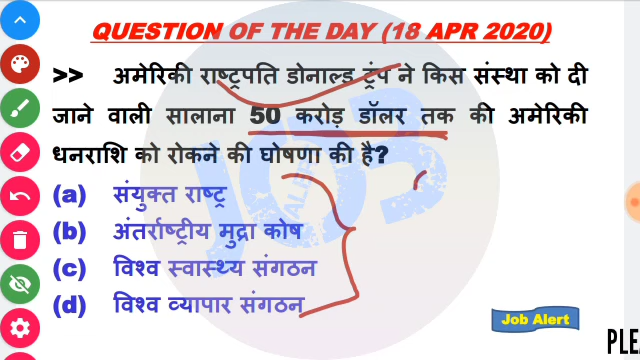 QUESTION OF THE DAY (18 APR 2020)
>> अमेरिकी राष्ट्रपति डोनाल्ड ट्रंप ने किस संस्था को दी
जाने वाली सालाना 50 करोड़ डॉलर तक की अमेरिकी
धनराशि को रोकने की घोषणा की है?
(a) संयुक्त राष्ट्र
(b) अंतर्राष्ट्रीय मुद्रा कोष
(c) विश्व स्वास्थ्य संगठन
(d) विश्व व्यापार संगठन
Job Alert
PLE